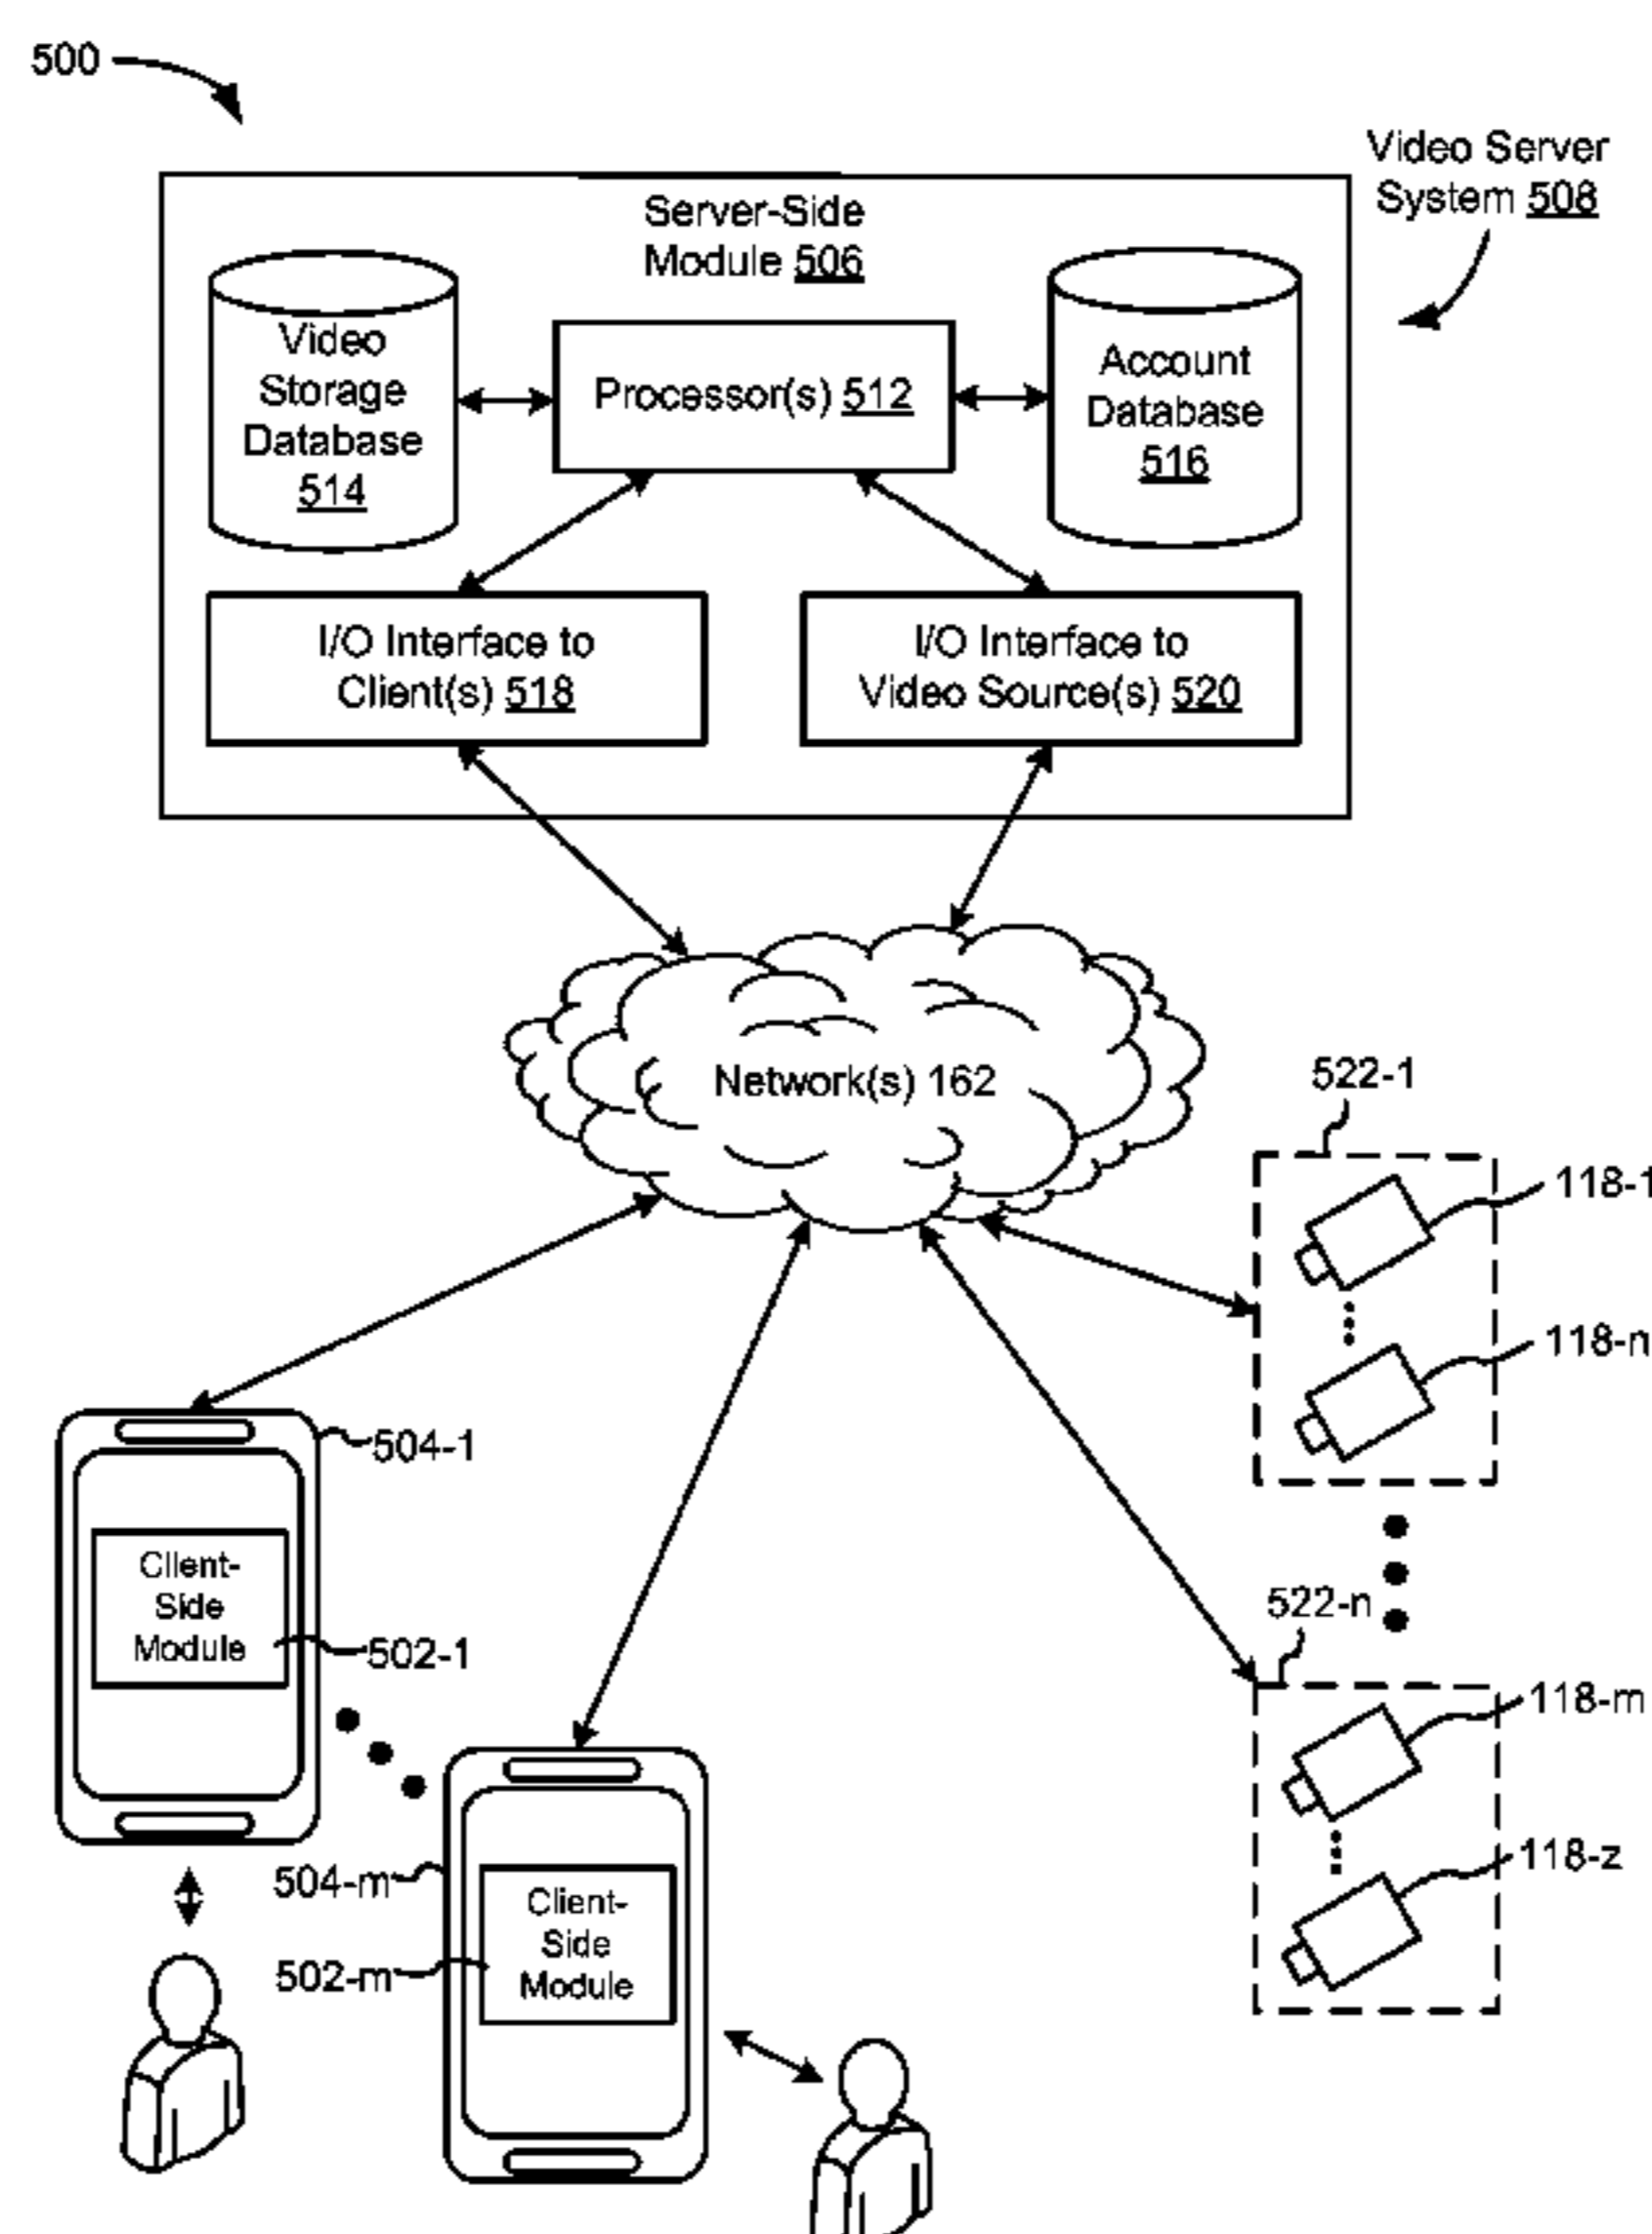 500
Video Server
System 508
Server-Side
Module 506
Video
Storage
Database
514
Processor(s) 512
Account
Database
516
I/O Interface to
Client(s) 518
I/O Interface to
Video Source(s) 520
Network(s) 162
522-1
118-1
118-n
504-1
Client-
Side
Module
502-1
522-n
118-m
118-z
504-m
Client-
Side
Module
502-m